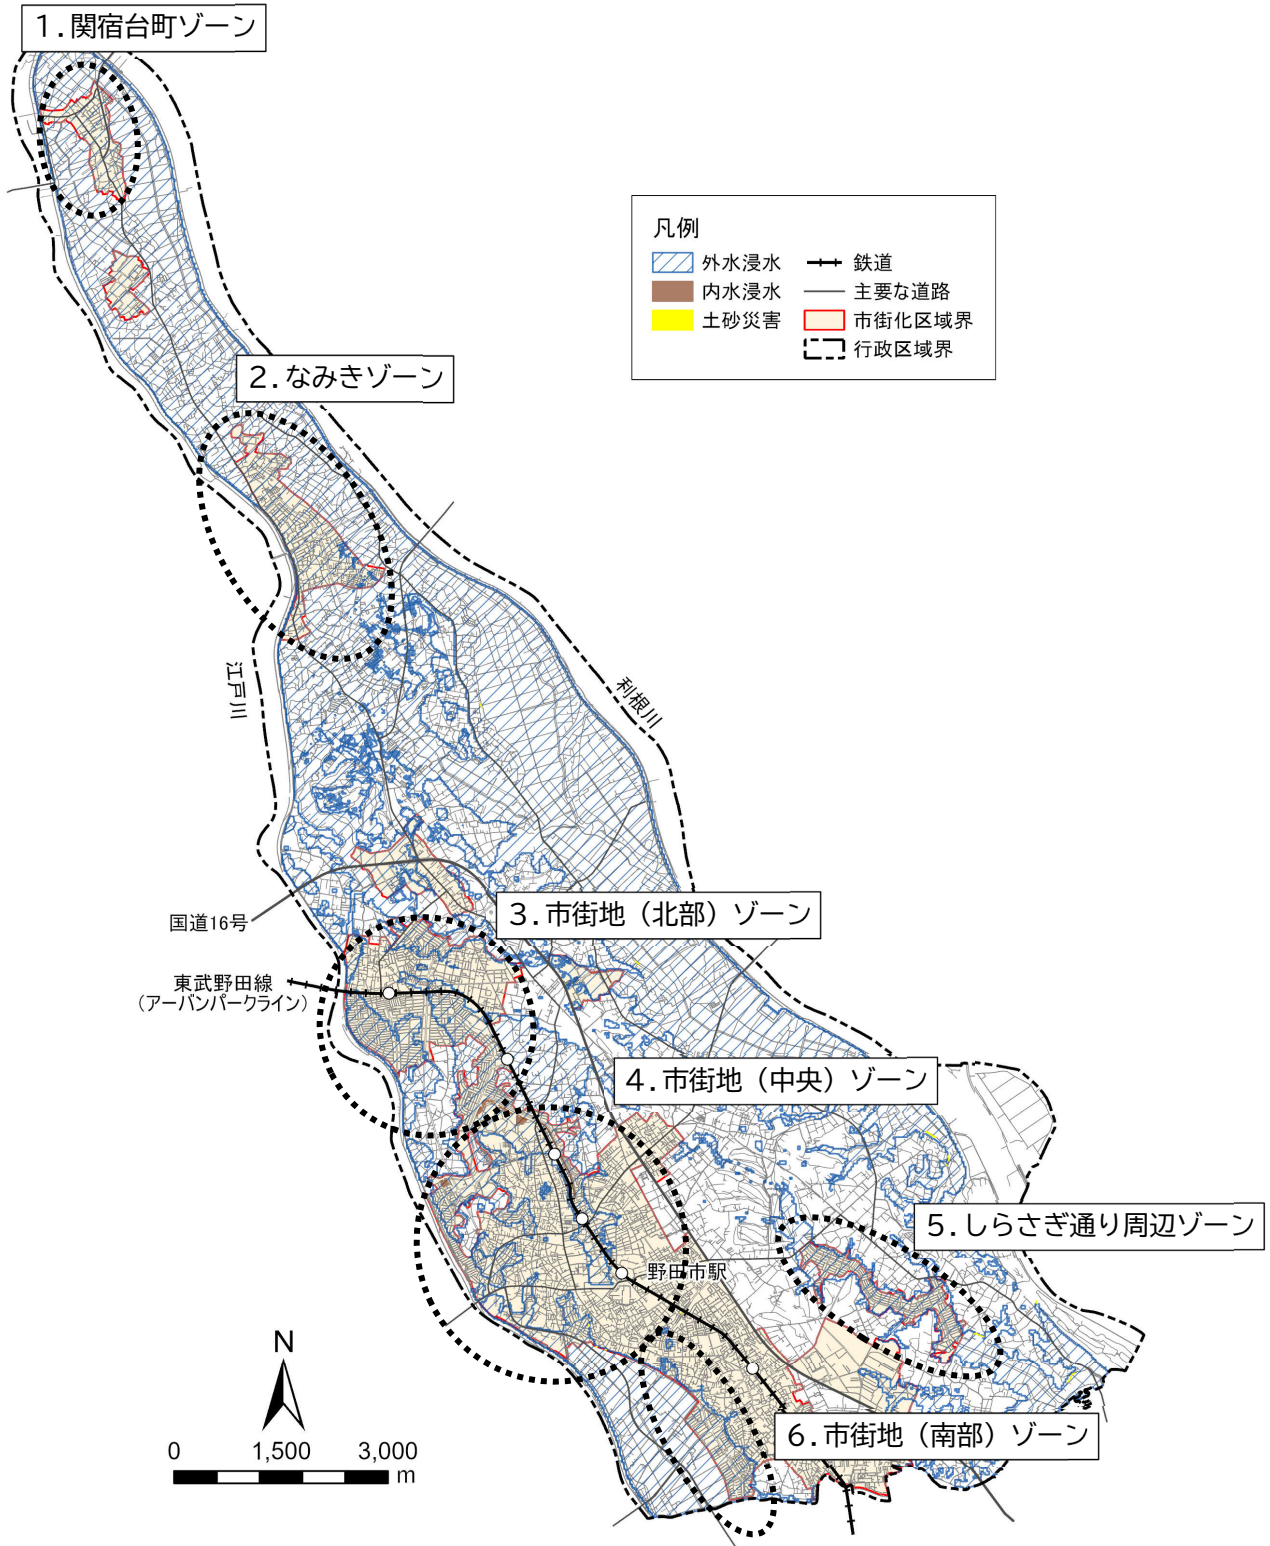 1.関宿台町ゾーン
凡例
外水浸水
鉄道
内水浸水
主要な道路
土砂災害
市街化区域界
行政区域界
2.なみきゾーン
江戸川
利根川
国道16号
3.市街地（北部）ゾーン
東武野田線
（アーバンパークライン）
4.市街地（中央）ゾーン
5.しらさぎ通り周辺ゾーン
野田市駅
N
6.市街地（南部）ゾーン
0 1,500 3,000
m